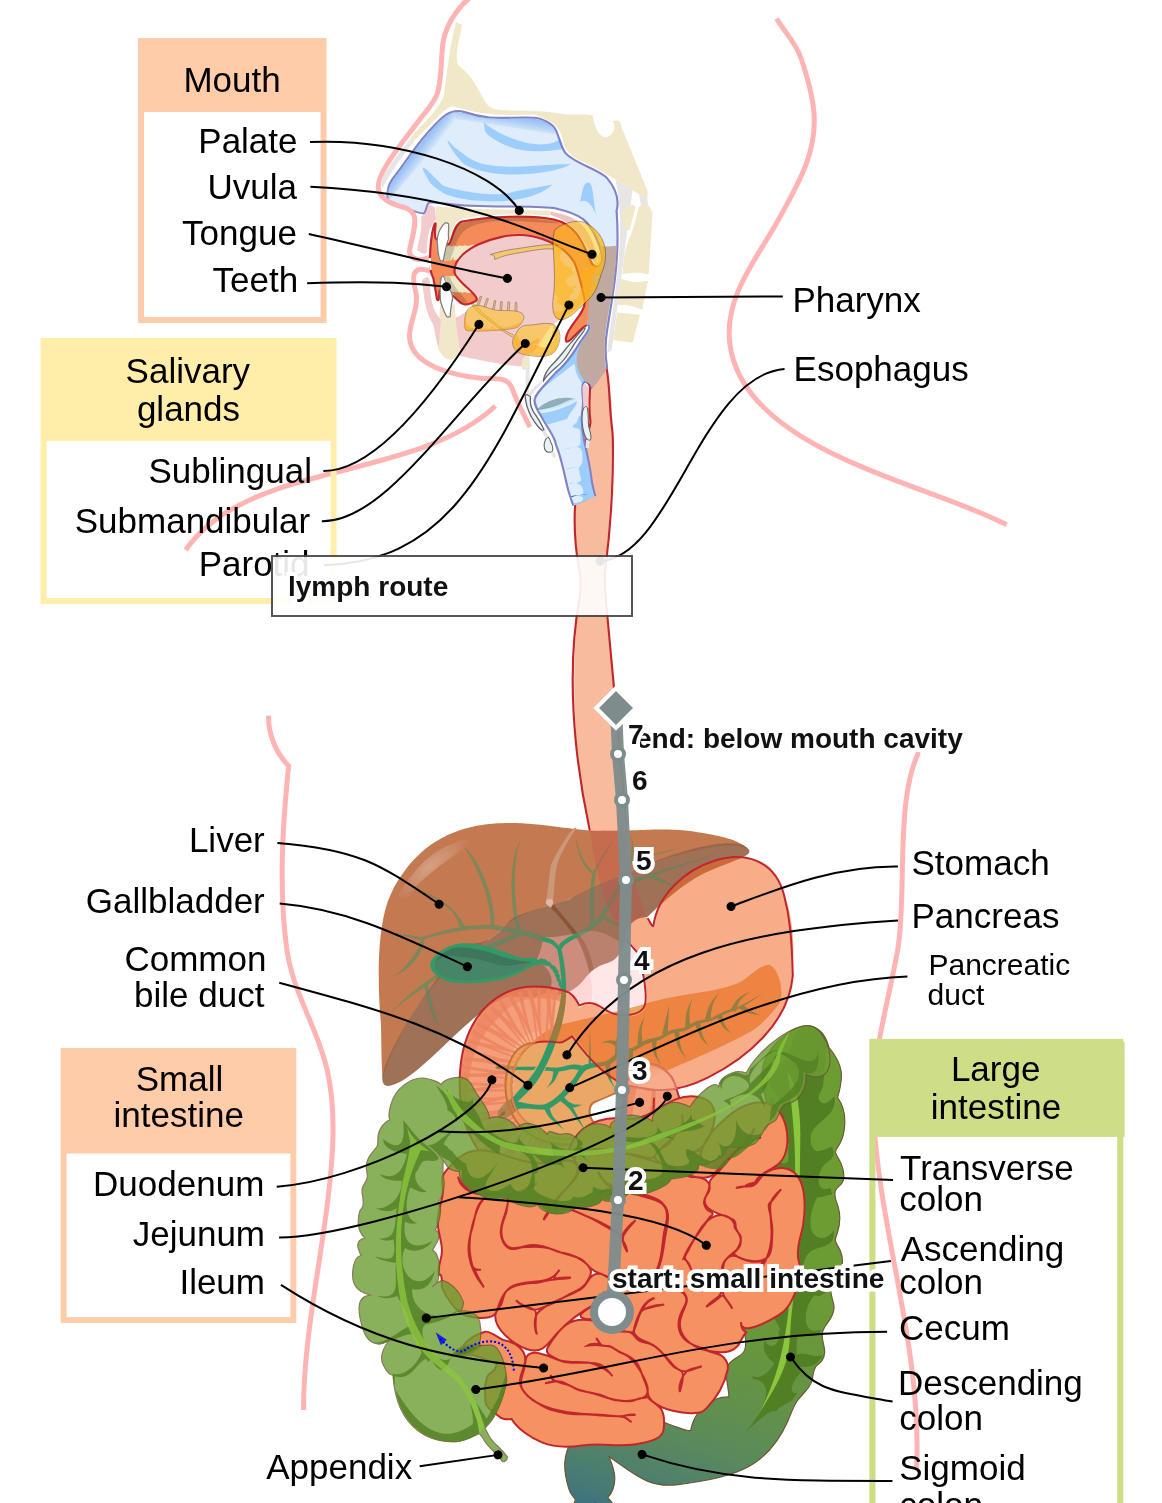 Mouth
Palate
Uvula
Tongue
Teeth
Pharynx
Salivary
glands
Esophagus
Sublingual
Submandibular
Parotid
lymph route
7
end: below mouth cavity
6
5
Liver
Stomach
Gallbladder
Pancreas
Common
bile duct
4
Pancreatic
duct
3
Small
intestine
Large
intestine
2
Duodenum
Transverse
colon
Jejunum
Ascending
colon
Ileum
start: small intestine
Cecum
Descending
colon
Appendix
Sigmoid
colon